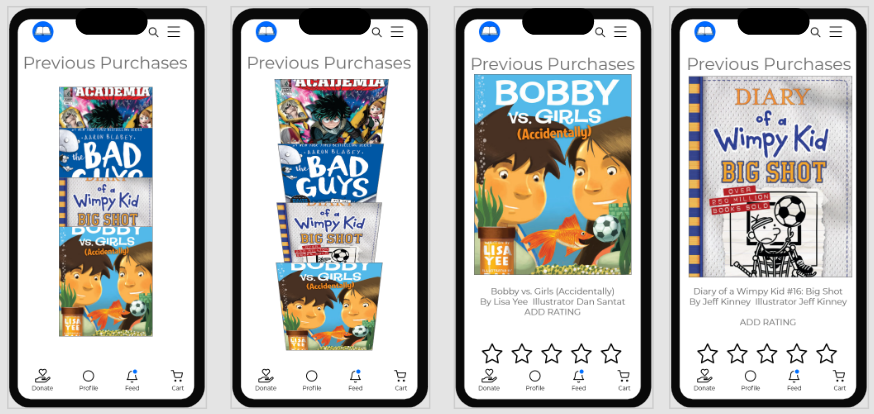 Previous Purchases
ACADEMIA
AARON BLABEY
the BAD
GUYS
DIARY
of a
Wimpy Kid
BIG SHOT
BOBBY
VS. GIRLS
(Accidentally)
LISA
YEE
Donate Profile Feed Cart
Previous Purchases
ACADEMIA
AARON BLABEY
the BAD
GUYS
DIARY
of a
Wimpy Kid
BIG SHOT
BOBBY
VS. GIRLS
(Accidentally)
LISA
YEE
Donate Profile Feed Cart
Previous Purchases
BOBBY
VS. GIRLS
(Accidentally)
LISA
YEE
Bobby vs. Girls (Accidentally)
By Lisa Yee Illustrator Dan Santat
ADD RATING
Donate Profile Feed Cart
Previous Purchases
DIARY
of a
Wimpy Kid
BIG SHOT
OVER
250 MILLION
BOOKS SOLD
Diary of a Wimpy Kid #16: Big Shot
By Jeff Kinney Illustrator Jeff Kinney
ADD RATING
Donate Profile Feed Cart